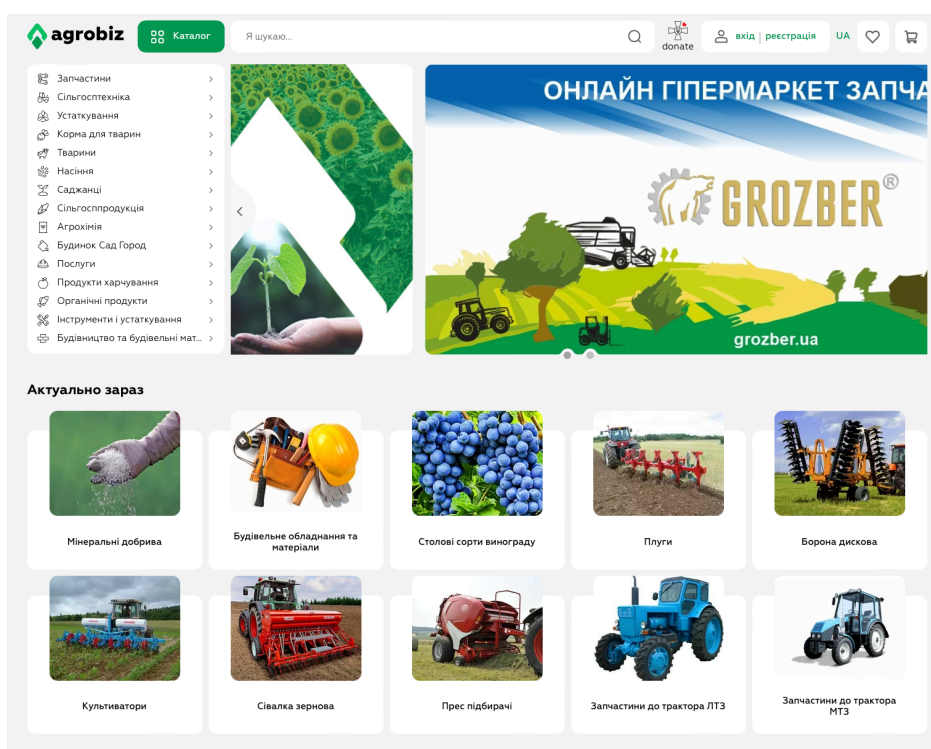 agrobiz
Каталог
Я шукаю...
donate
вхід | реєстрація
UA
Запчастини
Сільгосптехніка
Устаткування
Корма для тварин
Тварини
Насіння
Саджанці
Сільгосппродукція
Агрохімія
Будинок Сад Город
Послуги
Продукти харчування
Органічні продукти
Інструменти і устаткування
Будівництво та будівельні мат...
ОНЛАЙН ГІПЕРМАРКЕТ ЗАПЧА
GROZBER®
grozber.ua
Актуально зараз
Мінеральні добрива
Будівельне обладнання та
матеріали
Столові сорти винограду
Плуги
Борона дискова
Культиватори
Сівалка зернова
Прес підбирачі
Запчастини до трактора ЛТЗ
Запчастини до трактора
МТЗ